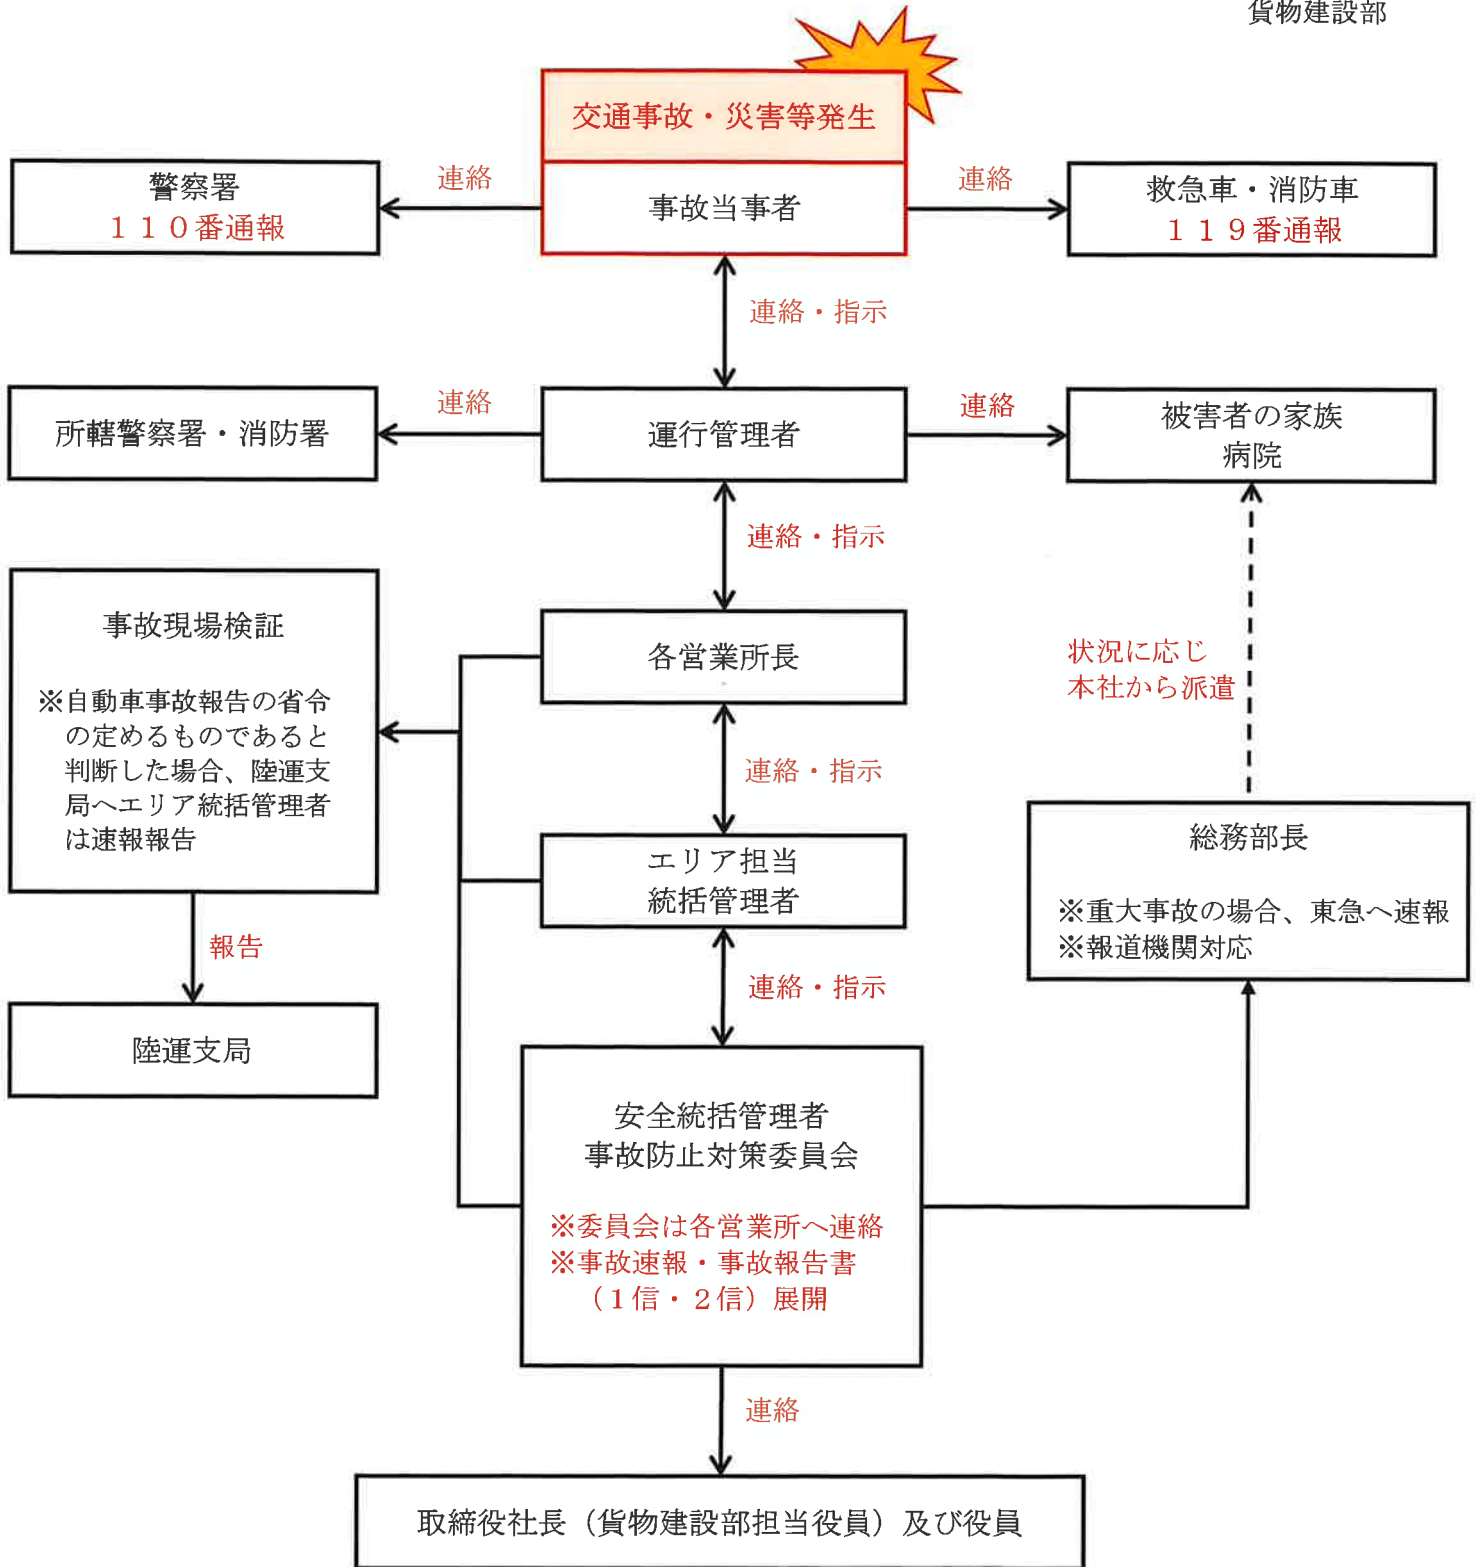 貨物建設部
交通事故・災害等発生
事故当事者
連絡
警察署
１１０番通報
連絡
救急車・消防車
１１９番通報
連絡・指示
所轄警察署・消防署
連絡
運行管理者
連絡
被害者の家族
病院
連絡・指示
事故現場検証
※自動車事故報告の省令
の定めるものであると
判断した場合、陸運支
局へエリア統括管理者
は速報報告
各営業所長
状況に応じ
本社から派遣
連絡・指示
エリア担当
統括管理者
総務部長
※重大事故の場合、東急へ速報
※報道機関対応
報告
連絡・指示
陸運支局
安全統括管理者
事故防止対策委員会
※委員会は各営業所へ連絡
※事故速報・事故報告書
（１信・２信）展開
連絡
取締役社長（貨物建設部担当役員）及び役員